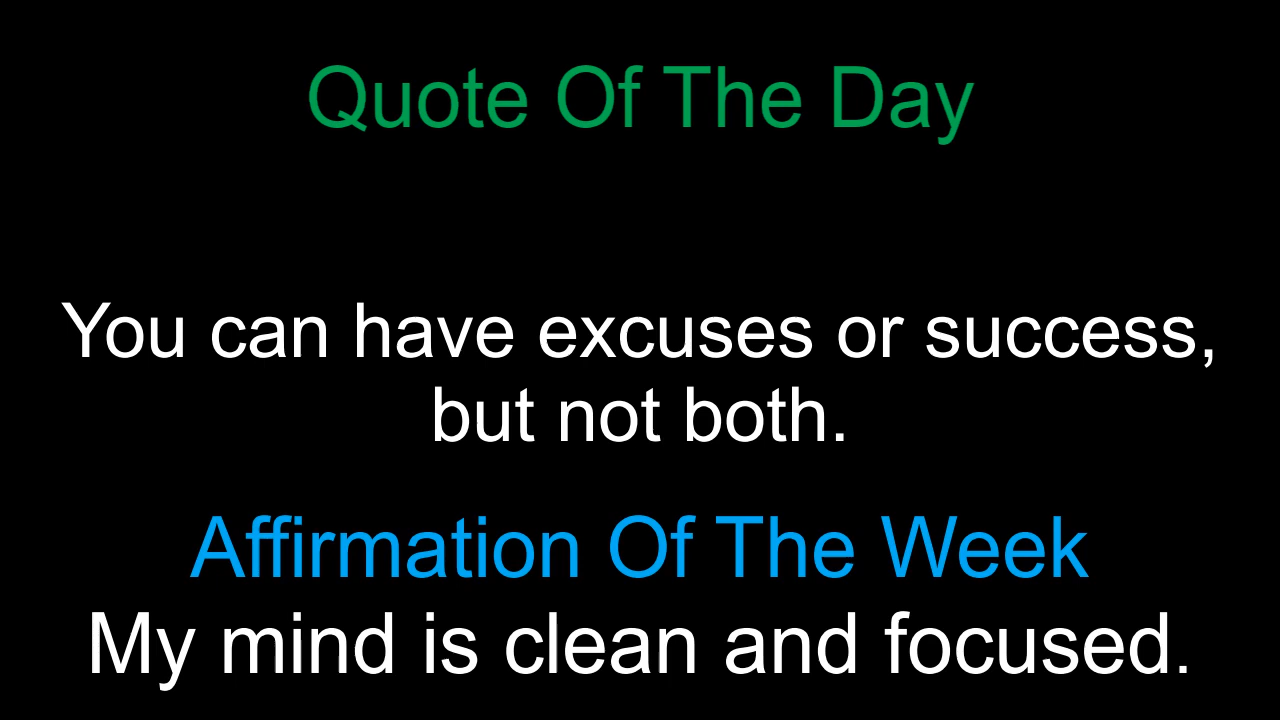 Quote Of The Day
You can have excuses or success,
but not both.
Affirmation Of The Week
My mind is clean and focused.